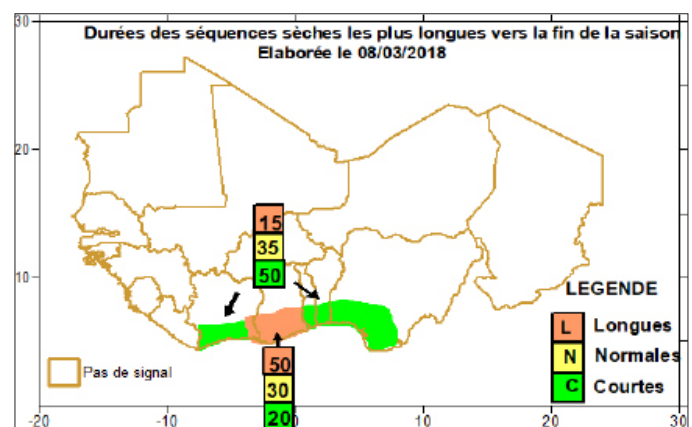 Durées des séquences sèches les plus longues vers la fin de la saison
Elaborée le 08/03/2018
30
20
10
15
35
50
50
30
20
LEGENDE
L Longues
N Normales
C Courtes
Pas de signal
-20 -10 0 10 20 30